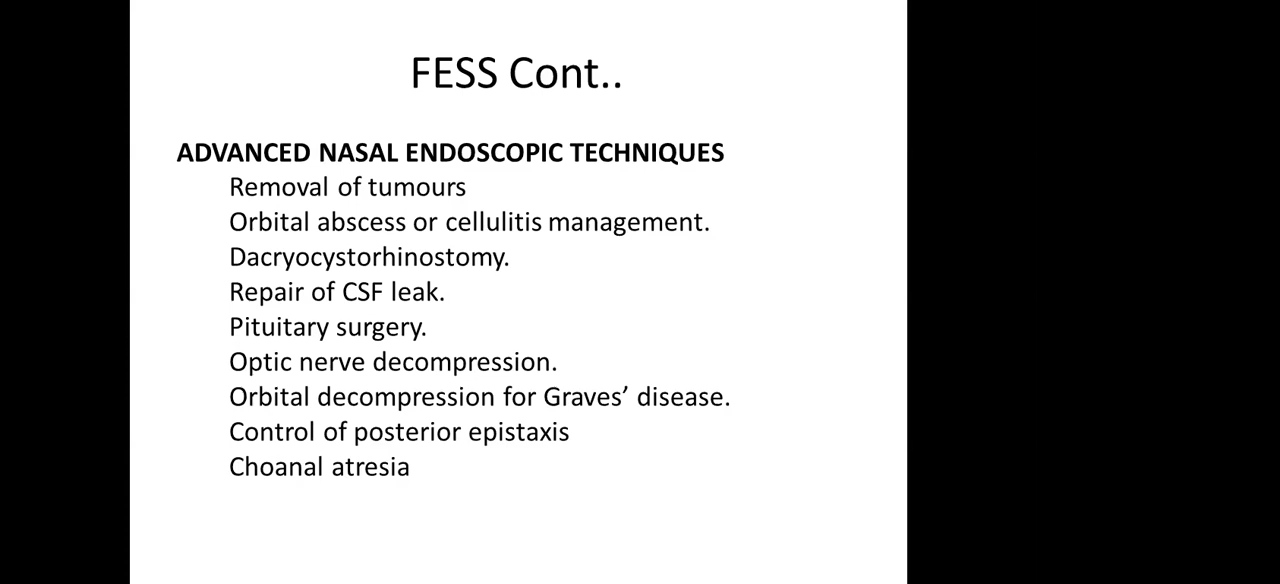 FESS Cont..
ADVANCED NASAL ENDOSCOPIC TECHNIQUES
Removal of tumours
Orbital abscess or cellulitis management.
Dacryocystorhinostomy.
Repair of CSF leak.
Pituitary surgery.
Optic nerve decompression.
Orbital decompression for Graves’ disease.
Control of posterior epistaxis
Choanal atresia